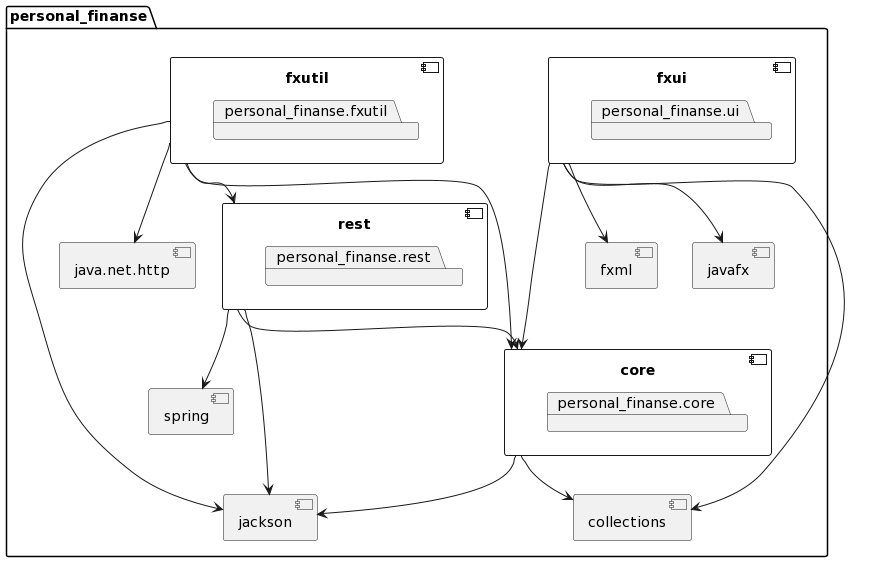 personal_finanse
fxutil
personal_finanse.fxutil
fxui
personal_finanse.ui
rest
personal_finanse.rest
java.net.http
fxml
javafx
core
personal_finanse.core
spring
jackson
collections